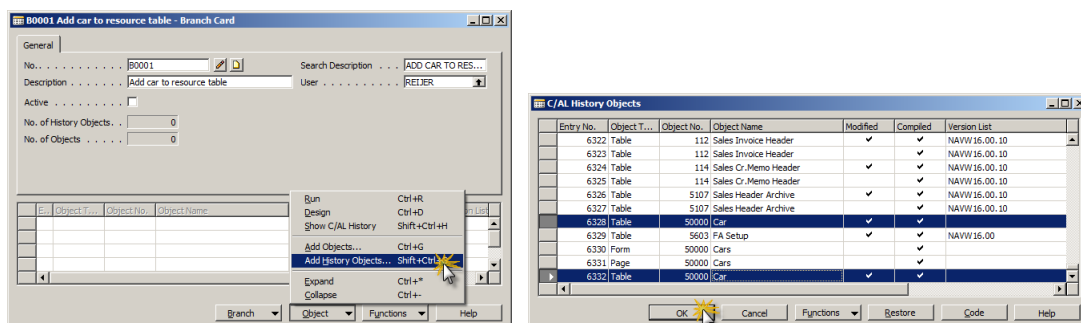 B0001 Add car to resource table - Branch Card
General
No.. . . . . . . . . . . . B0001
Search Description . . . ADD CAR TO RES...
Description . . . . . . . Add car to resource table
User . . . . . . . . . . REIJER
Active . . . . . . . . .
No. of History Objects. . 0
No. of Objects . . . . . 0
E.. Object T... Object No. Object Name on List
Run Ctrl+R
Design Ctrl+D
Show C/AL History Shift+Ctrl+H
Add Objects... Ctrl+G
Add History Objects... Shift+Ctrl
Expand Ctrl+*
Collapse Ctrl+-
Branch Object Functions Help
C/AL History Objects
Entry No. Object T... Object No. Object Name Modified Compiled Version List
6322 Table 112 Sales Invoice Header NAVW16.00.10
6323 Table 112 Sales Invoice Header NAVW16.00.10
6324 Table 114 Sales Cr.Memo Header NAVW16.00.10
6325 Table 114 Sales Cr.Memo Header NAVW16.00.10
6326 Table 5107 Sales Header Archive NAVW16.00.10
6327 Table 5107 Sales Header Archive NAVW16.00.10
6328 Table 50000 Car
6329 Table 5603 FA Setup NAVW16.00
6330 Form 50000 Cars
6331 Page 50000 Cars
6332 Table 50000 Car
OK Cancel Functions Restore Code Help